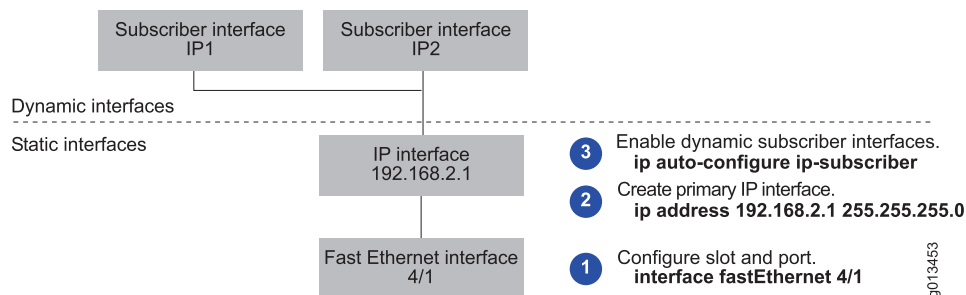 Subscriber interface
IP1
Subscriber interface
IP2
Dynamic interfaces
Static interfaces
IP interface
192.168.2.1
3
Enable dynamic subscriber interfaces.
ip auto-configure ip-subscriber
2
Create primary IP interface.
ip address 192.168.2.1 255.255.255.0
Fast Ethernet interface
4/1
1
Configure slot and port.
interface fastEthernet 4/1
g013453